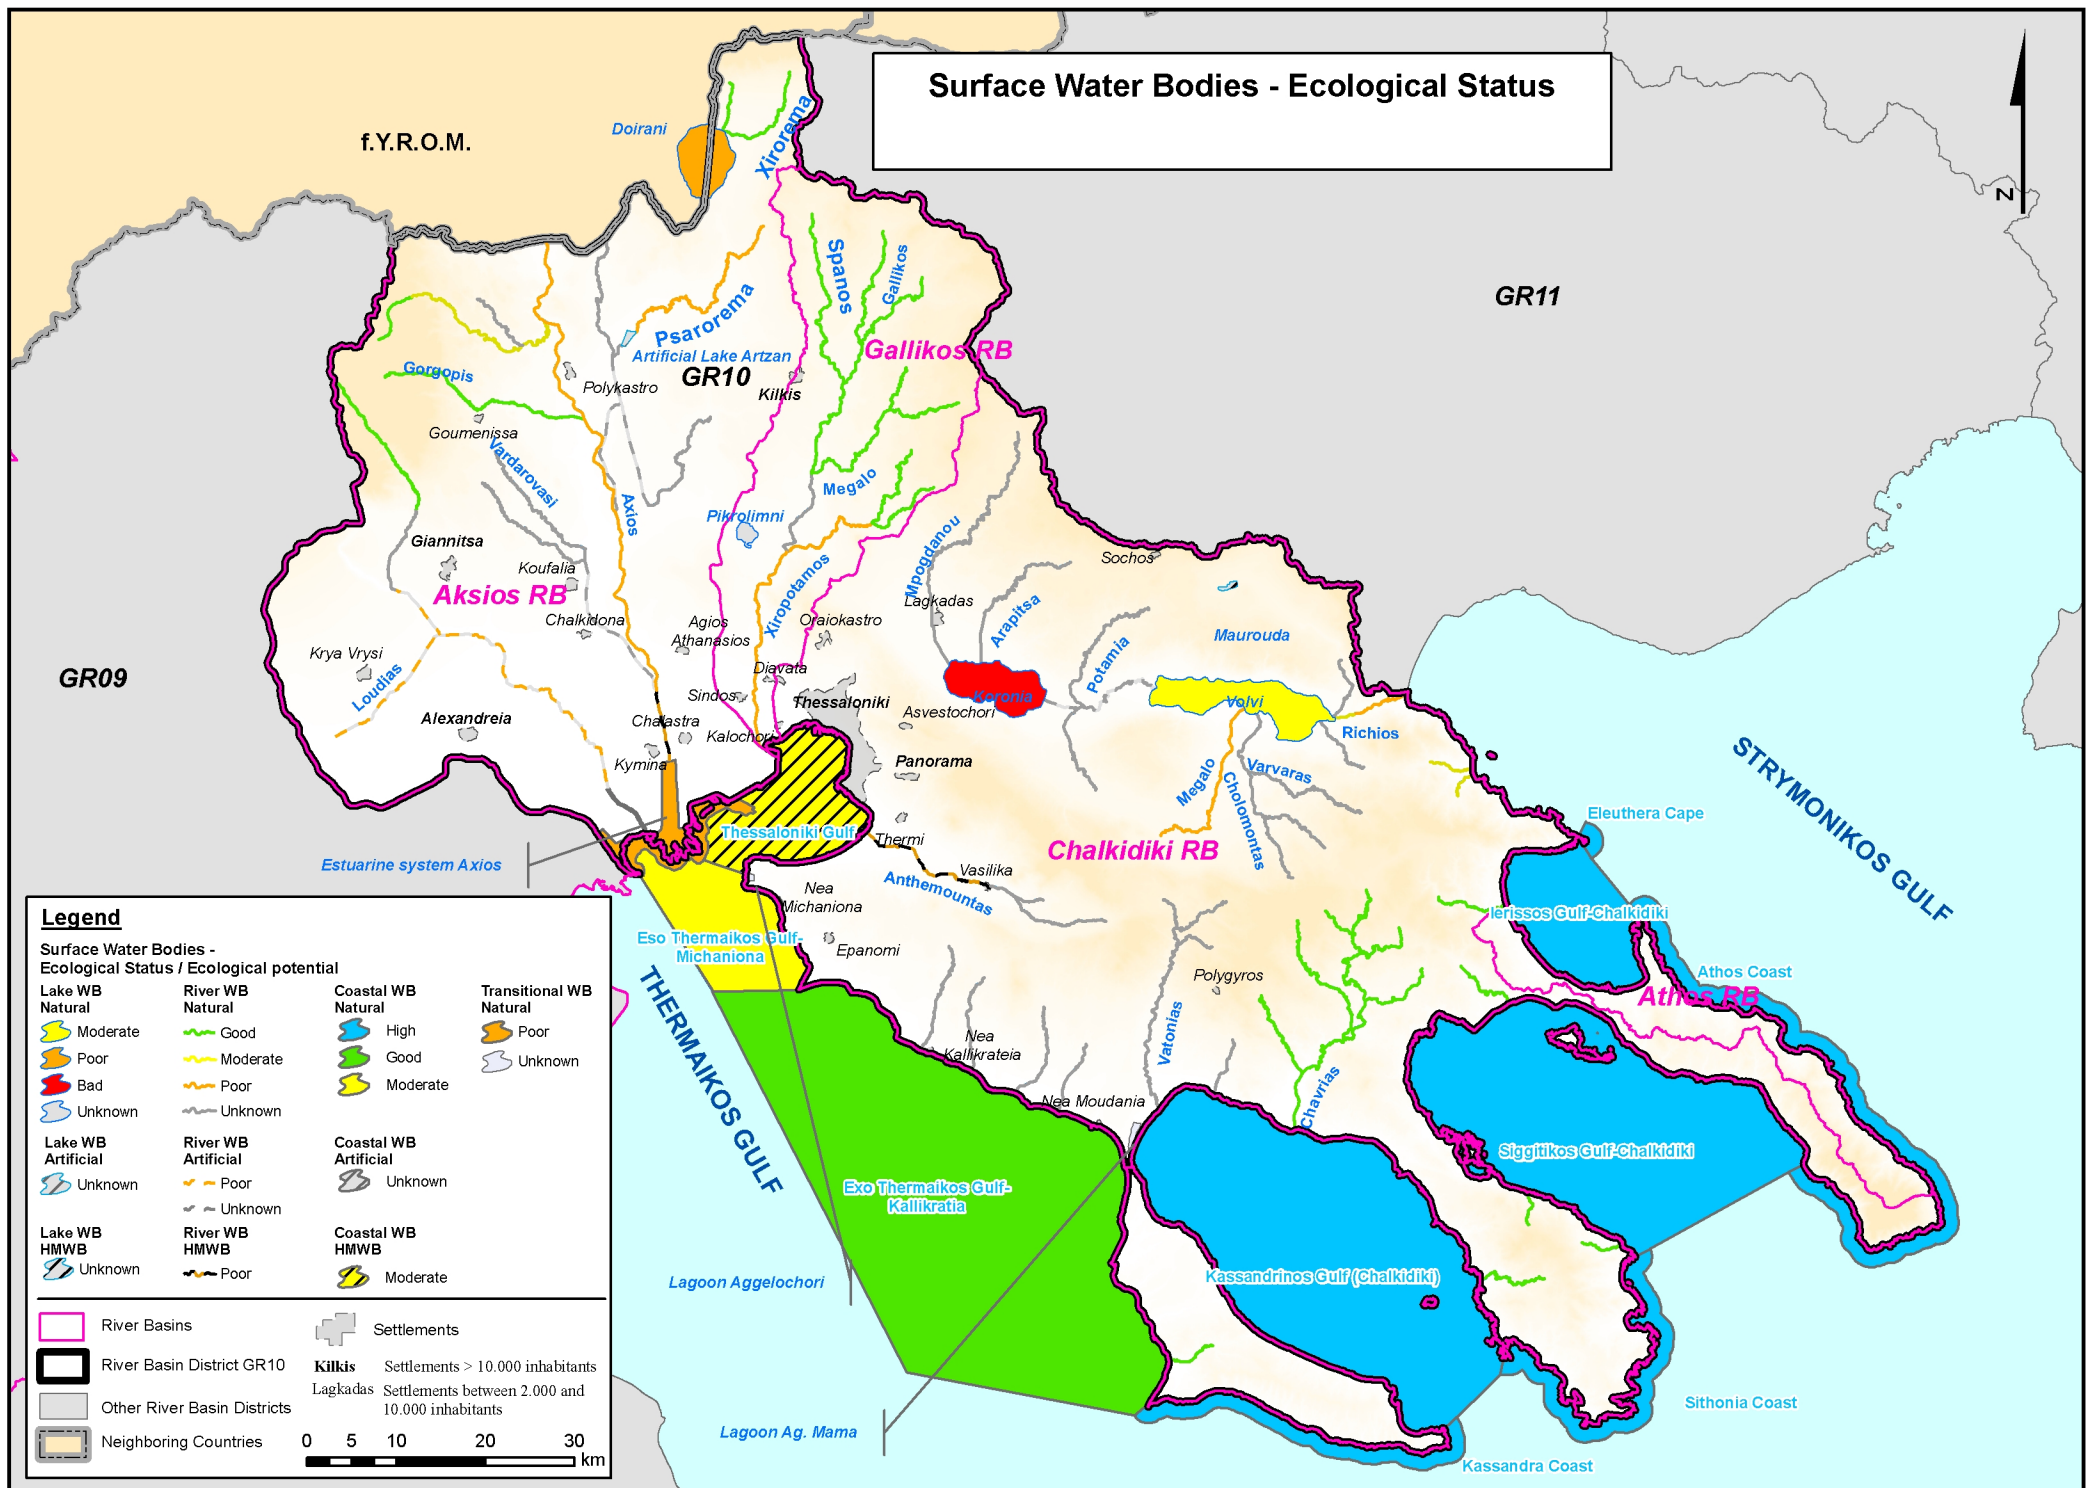 Surface Water Bodies - Ecological Status
f.Y.R.O.M.
Doirani
Xirorema
N
GR11
Spanos
Gallikos
Psarorema
Artificial Lake Artzan
Gallikos RB
GR10
Kilkis
Gorgopis
Polykastro
Goumenissa
Vardarovasi
Axios
Megalo
Pikrolimni
Mpogdanou
Giannitsa
Koufalia
Aksios RB
Xiropotamos
Sochos
Lagkadas
Arapitsa
Chalkidona
Agios
Athanasios
Oraiokastro
Maurouda
Potamia
Krya Vrysi
Loudias
GR09
Diavata
Sindos
Thessaloniki
Koronia
Volvi
Asvestochori
Alexandreia
Chalastra
Kalochori
Richios
Kymina
Panorama
Megalo
Varvaras
Cholomontas
STRYMONIKOS GULF
Eleuthera Cape
Thessaloniki Gulf
Thermi
Chalkidiki RB
Estuarine system Axios
Vasilika
Anthemountas
Nea
Michaniona
Ierissos Gulf-Chalkidiki
Eso Thermaikos Gulf-
Michaniona
Epanomi
Polygyros
Athos Coast
Athos RB
THERMAIKOS GULF
Nea
Kallikrateia
Vatonias
Nea Moudania
Chavrias
Siggitikos Gulf-Chalkidiki
Exo Thermaikos Gulf-
Kallikratia
Kassandrinos Gulf (Chalkidiki)
Lagoon Aggelochori
Sithonia Coast
Lagoon Ag. Mama
Kassandra Coast
Legend
Surface Water Bodies -
Ecological Status / Ecological potential
Lake WB
Natural
Moderate
Poor
Bad
Unknown
River WB
Natural
Good
Moderate
Poor
Unknown
Coastal WB
Natural
High
Good
Moderate
Transitional WB
Natural
Poor
Unknown
Lake WB
Artificial
Unknown
River WB
Artificial
Poor
Unknown
Coastal WB
Artificial
Unknown
Lake WB
HMWB
Unknown
River WB
HMWB
Poor
Coastal WB
HMWB
Moderate
River Basins
River Basin District GR10
Other River Basin Districts
Neighboring Countries
Settlements
Kilkis Settlements > 10.000 inhabitants
Lagkadas Settlements between 2.000 and
10.000 inhabitants
0 5 10 20 30
km